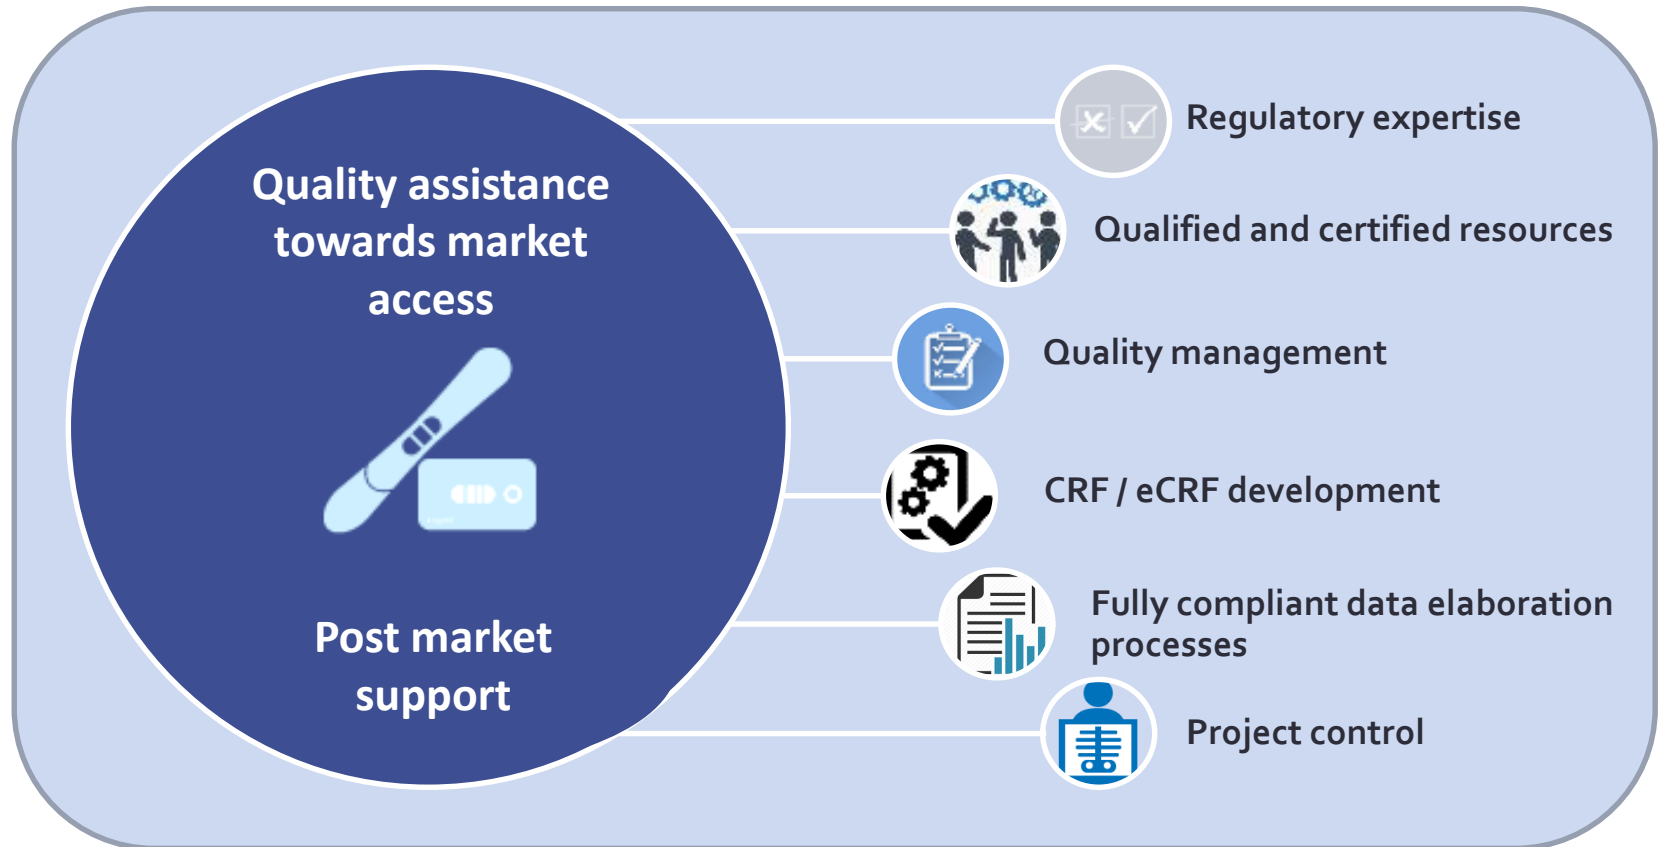 Quality assistance
towards market
access
Post market
support
Regulatory expertise
Qualified and certified resources
Quality management
CRF / eCRF development
Fully compliant data elaboration
processes
Project control